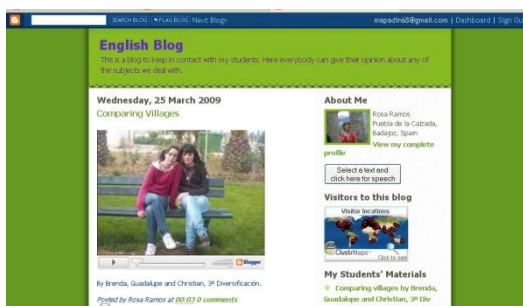 SEARCH BLOG FLAG BLOG Next Blog»
mapadin68@gmail.com | Dashboard | Sign Ou
English Blog
This is a blog to keep in contact with my students. Here everybody can give their opinion about any of
the subjects we deal with.
Wednesday, 25 March 2009
Comparing Villages
Blogger
By Brenda, Guadalupe and Christian, 3º Diversificación.
Posted by Rosa Ramos at 00:03 0 comments
About Me
Rosa Ramos
Puebla de la Calzada,
Badajoz, Spain
View my complete
profile
Select a text and
click here for speech
Visitors to this blog
Visitor locations
ClustrMaps
Click to see
My Students' Materials
Comparing villages by Brenda,
Guadalupe and Christian, 3º Div